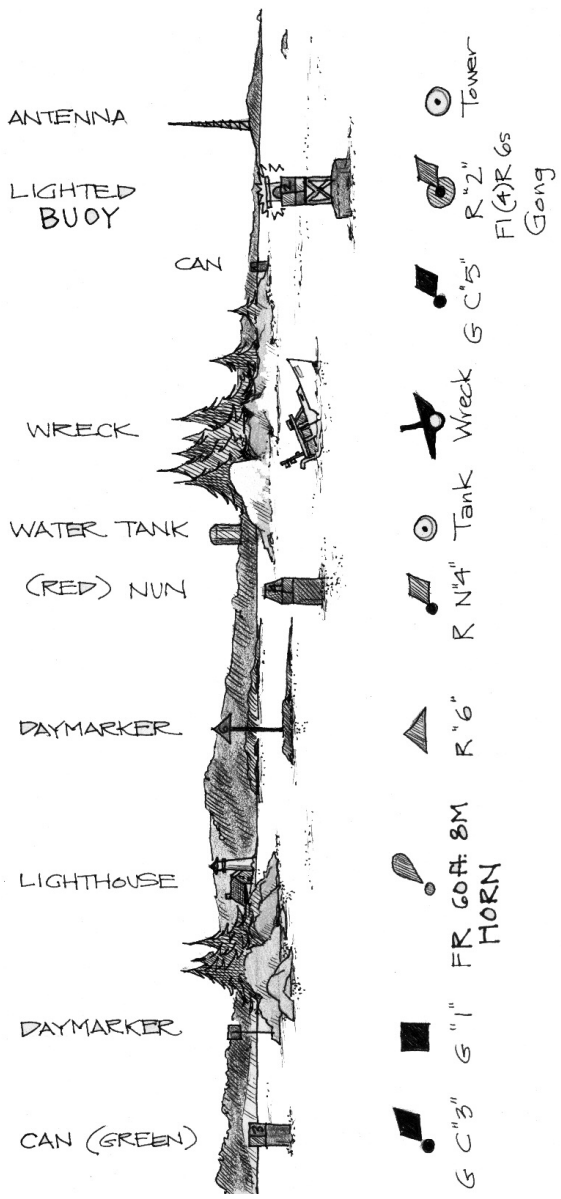 ANTENNA
LIGHTED
BUOY
CAN
WRECK
WATER TANK
(RED) NUN
DAYMARKER
LIGHTHOUSE
DAYMARKER
CAN (GREEN)
Tower
R "2"
Fl(4)R 6s
Gong
G C"5"
Wreck
Tank
R N"4"
R "6"
FR 60ft. 8M
HORN
G "1"
G C"3"
3